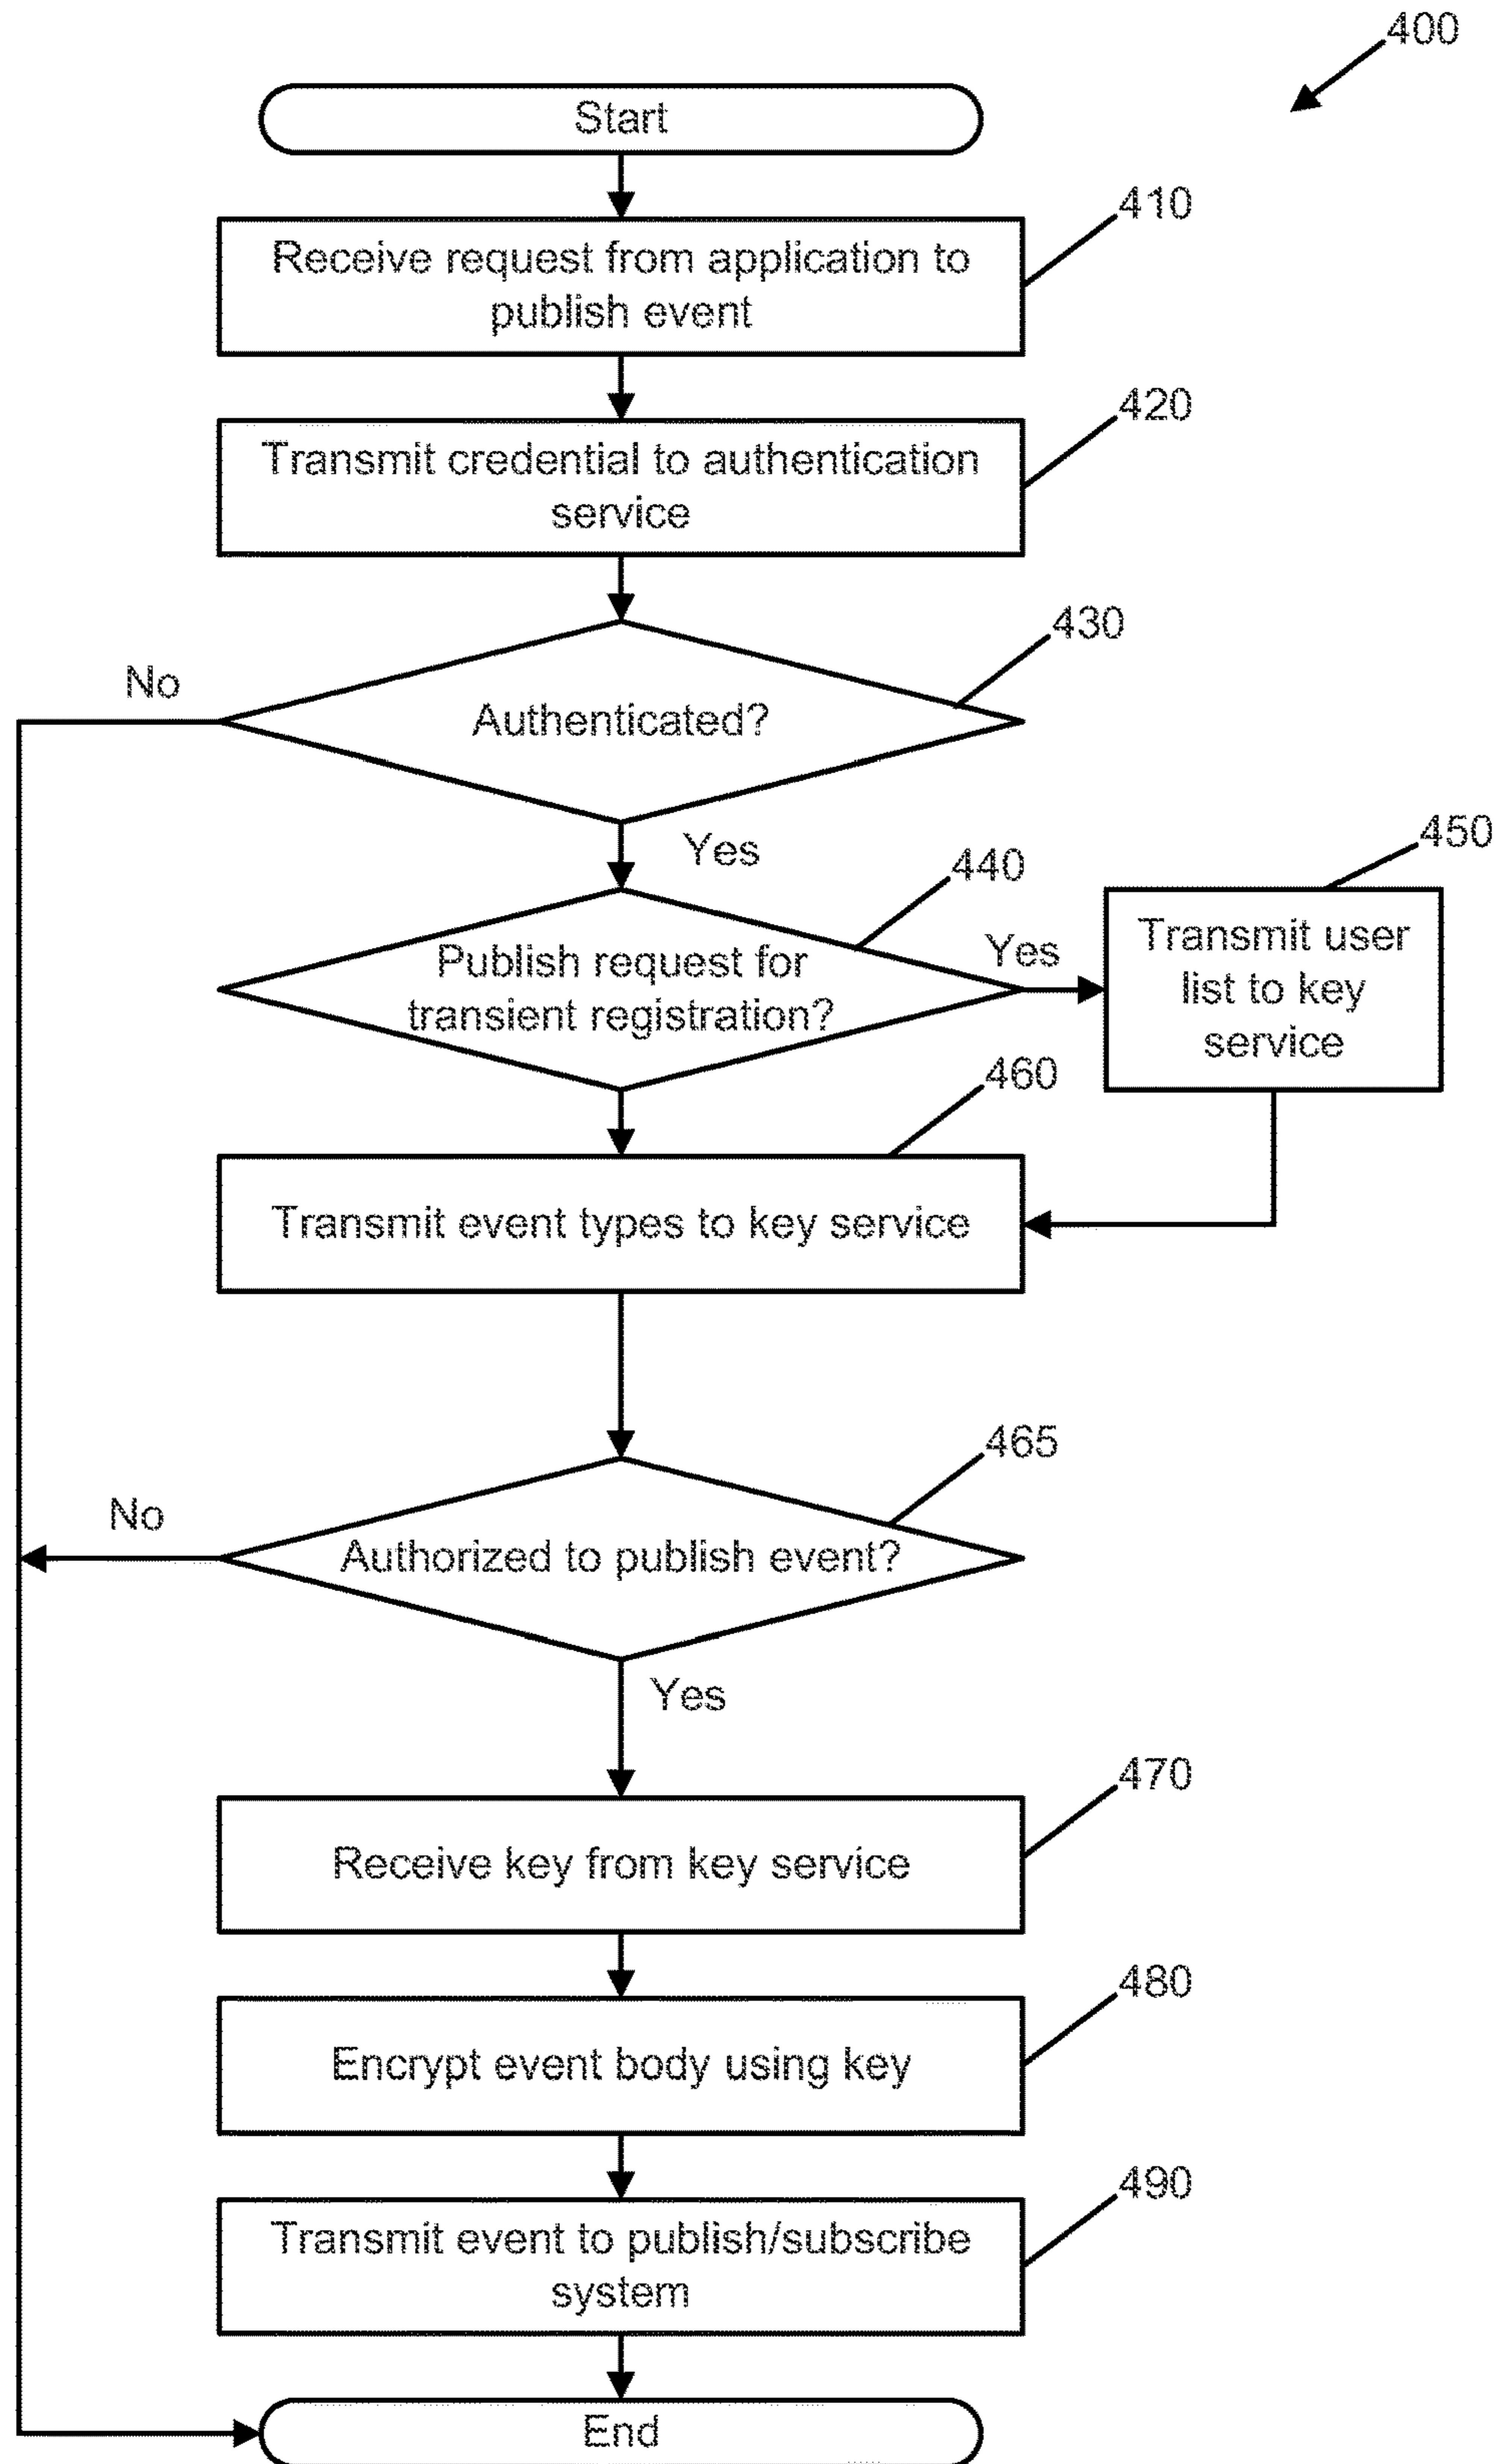 400
Start
410
Receive request from application to
publish event
420
Transmit credential to authentication
service
430
No
Authenticated?
Yes
440
450
Publish request for
transient registration?
Yes
Transmit user
list to key
service
460
Transmit event types to key service
465
No
Authorized to publish event?
Yes
470
Receive key from key service
480
Encrypt event body using key
490
Transmit event to publish/subscribe
system
End